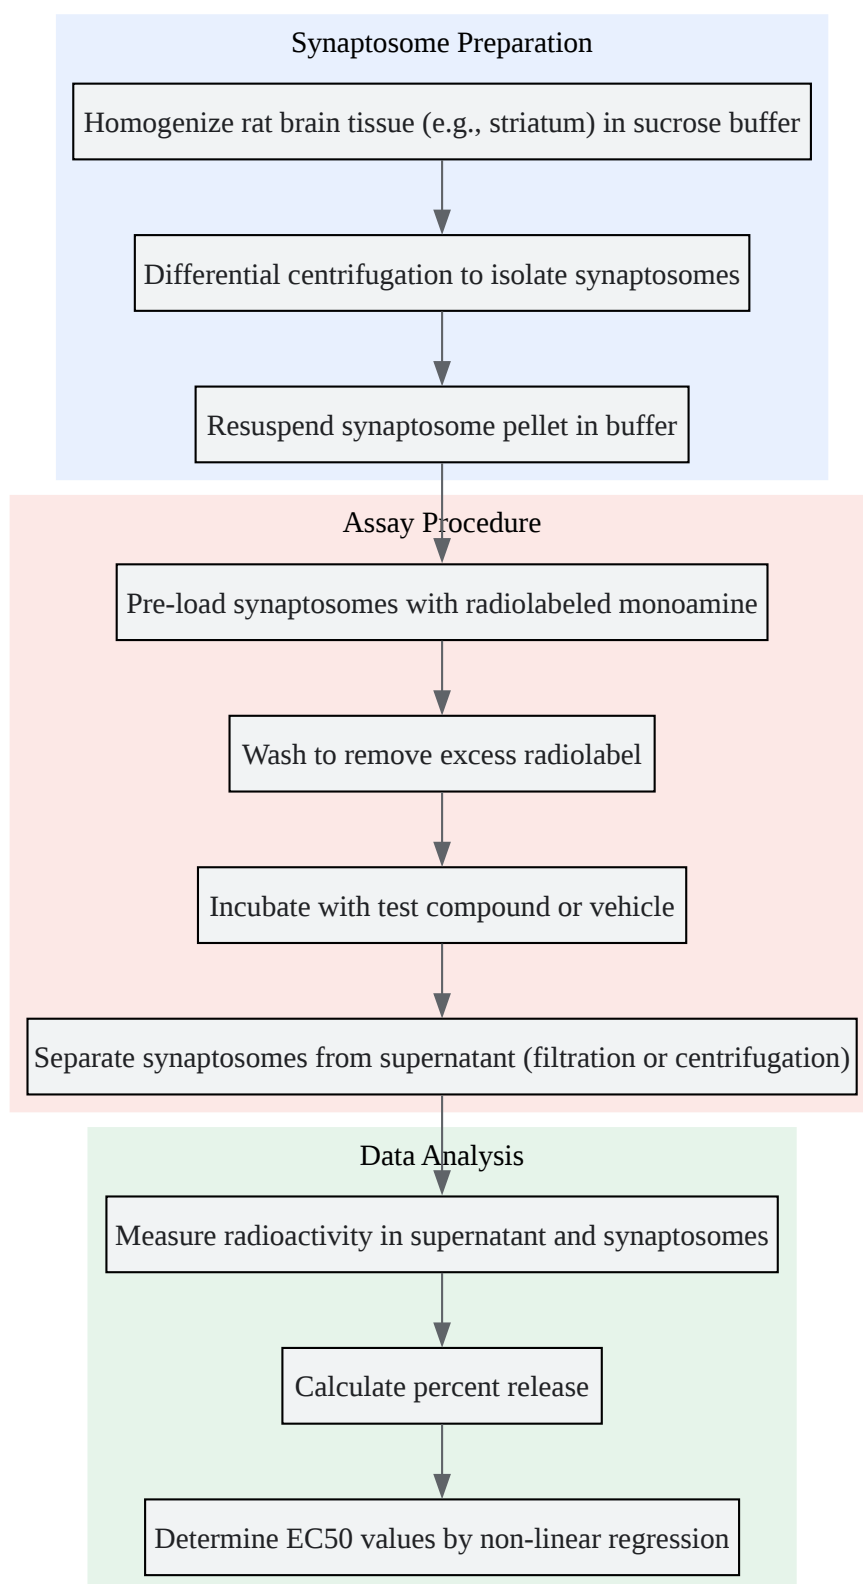 Synaptosome Preparation
Homogenize rat brain tissue (e.g., striatum) in sucrose buffer
Differential centrifugation to isolate synaptosomes
Resuspend synaptosome pellet in buffer
Assay Procedure
Pre-load synaptosomes with radiolabeled monoamine
Wash to remove excess radiolabel
Incubate with test compound or vehicle
Separate synaptosomes from supernatant (filtration or centrifugation)
Data Analysis
Measure radioactivity in supernatant and synaptosomes
Calculate percent release
Determine EC50 values by non-linear regression